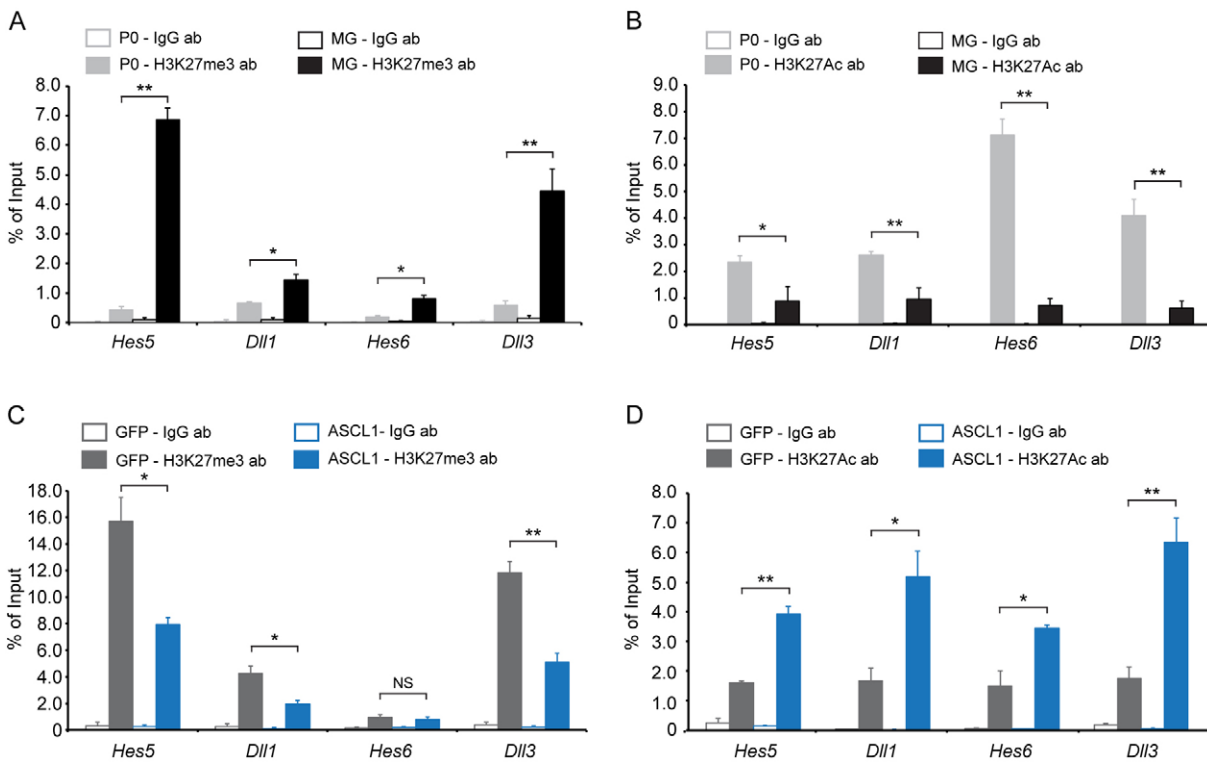 A
P0 - IgG ab
MG - IgG ab
P0 - H3K27me3 ab
MG - H3K27me3 ab
% of Input
8.0
7.0
6.0
5.0
4.0
3.0
2.0
1.0
0
**
*
*
**
Hes5
Dll1
Hes6
Dll3
B
P0 - IgG ab
MG - IgG ab
P0 - H3K27Ac ab
MG - H3K27Ac ab
% of Input
9.0
8.0
7.0
6.0
5.0
4.0
3.0
2.0
1.0
0
*
**
**
**
Hes5
Dll1
Hes6
Dll3
C
GFP - IgG ab
ASCL1- IgG ab
GFP - H3K27me3 ab
ASCL1 - H3K27me3 ab
% of Input
18.0
16.0
14.0
12.0
10.0
8.0
6.0
4.0
2.0
0
*
*
NS
**
Hes5
Dll1
Hes6
Dll3
D
GFP - IgG ab
ASCL1 - IgG ab
GFP - H3K27Ac ab
ASCL1 - H3K27Ac ab
% of Input
8.0
7.0
6.0
5.0
4.0
3.0
2.0
1.0
0
**
*
*
**
Hes5
Dll1
Hes6
Dll3